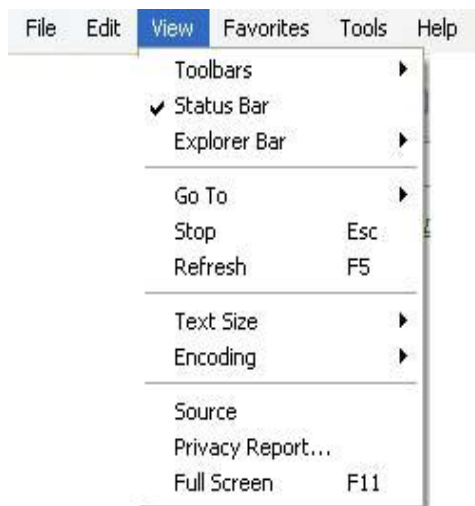 File Edit View Favorites Tools Help
Toolbars
Status Bar
Explorer Bar
Go To
Stop Esc
Refresh F5
Text Size
Encoding
Source
Privacy Report...
Full Screen F11